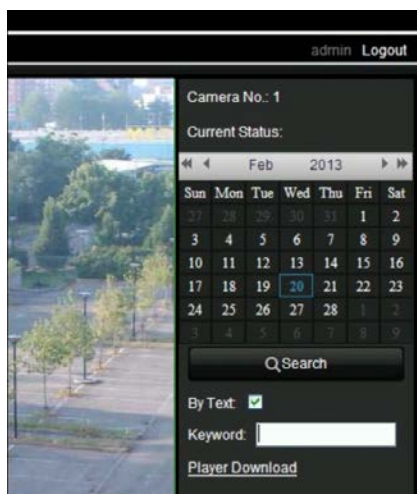 admin Logout
Camera No.: 1
Current Status:
Feb 2013
Sun Mon Tue Wed Thu Fri Sat
27 28 29 30 31 1 2
3 4 5 6 7 8 9
10 11 12 13 14 15 16
17 18 19 20 21 22 23
24 25 26 27 28 1 2
3 4 5 6 7 8 9
Search
By Text:
Keyword:
Player Download